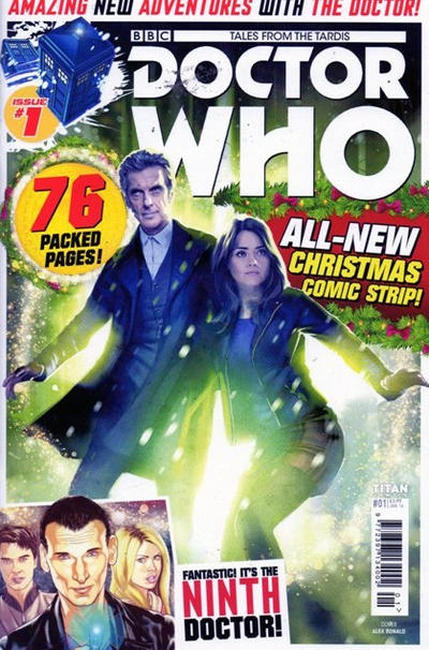 AMAZING NEW ADVENTURES WITH THE DOCTOR!
BBC TALES FROM THE TARDIS
DOCTOR
WHO
ISSUE
#1
76
PACKED
PAGES!
ALL-NEW
CHRISTMAS
COMIC STRIP!
FANTASTIC! IT'S THE
NINTH
DOCTOR!
TITAN
#01
COVER B
ALEX RONALD